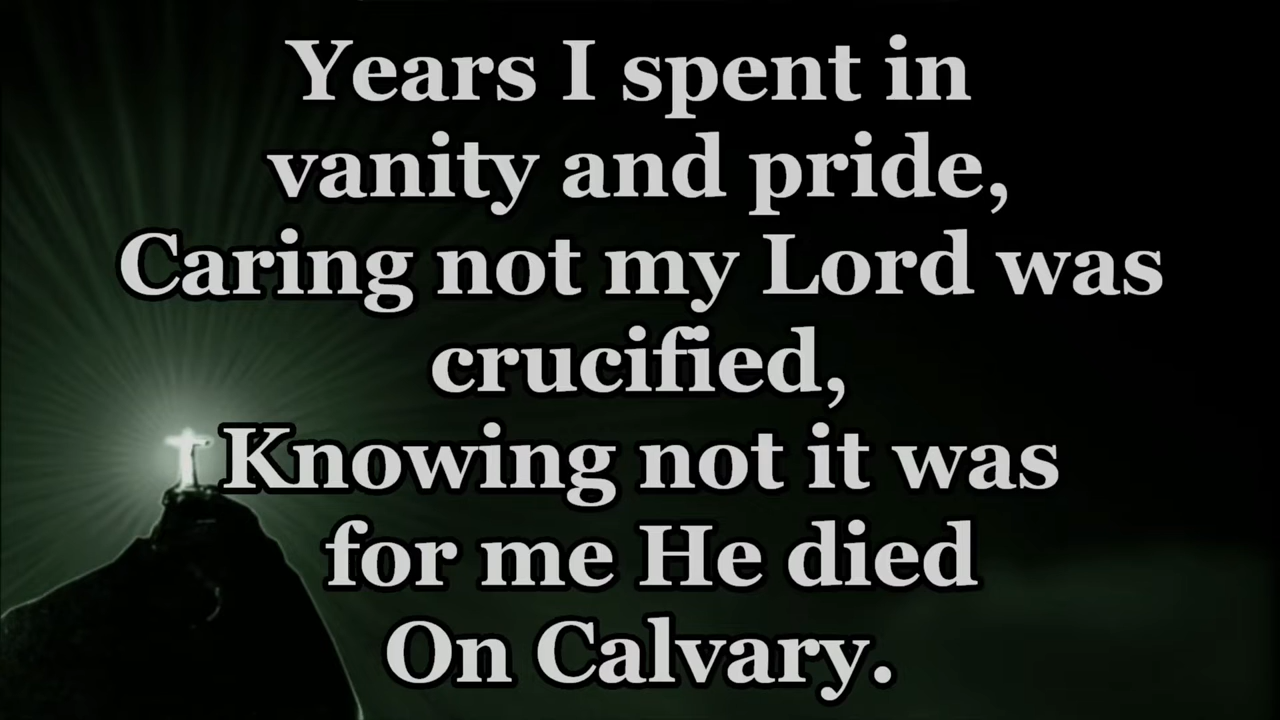 Years I spent in
vanity and pride,
Caring not my Lord was
crucified,
Knowing not it was
for me He died
On Calvary.